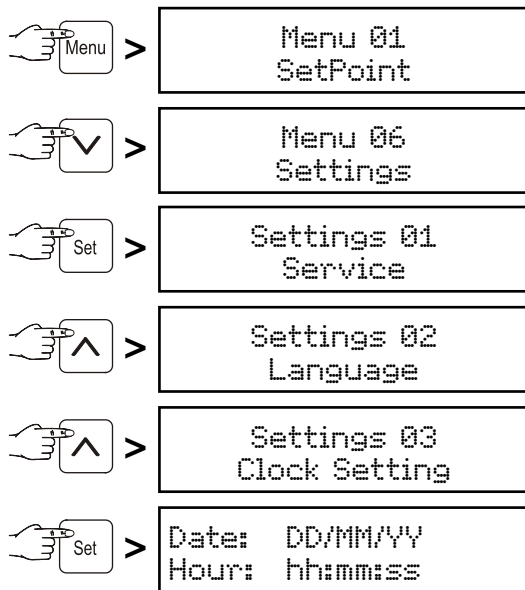 Menu > Menu 01
SetPoint
> Menu 06
Settings
Set > Settings 01
Service
> Settings 02
Language
> Settings 03
Clock Setting
Set > Date: DD/MM/YY
Hour: hh:mm:ss